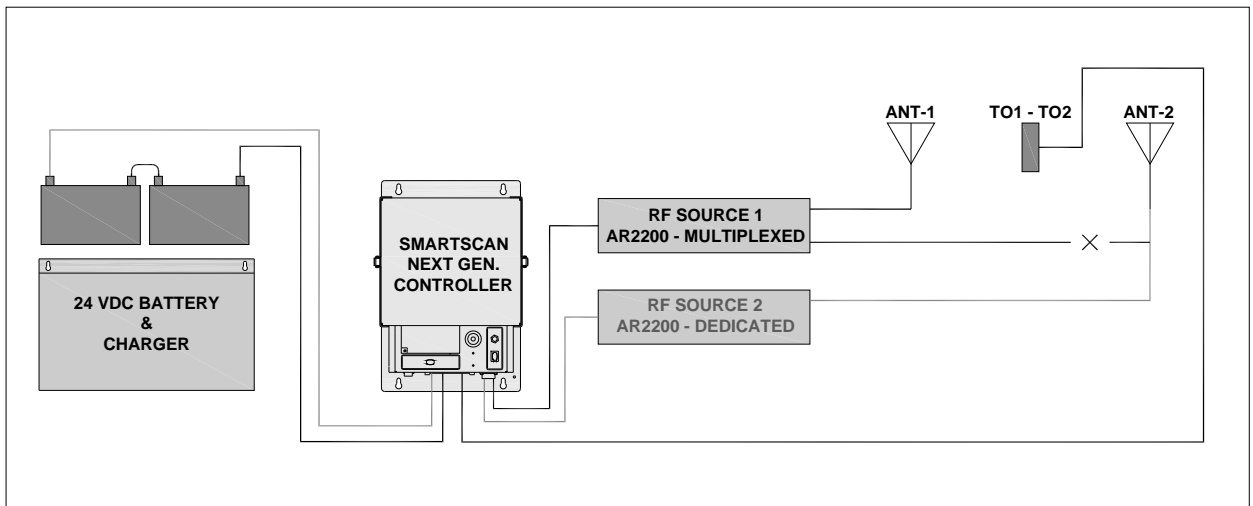 ANT-1
TO1 - TO2
ANT-2
RF SOURCE 1
AR2200 - MULTIPLEXED
SMARTSCAN
NEXT GEN.
CONTROLLER
RF SOURCE 2
AR2200 - DEDICATED
24 VDC BATTERY
&
CHARGER